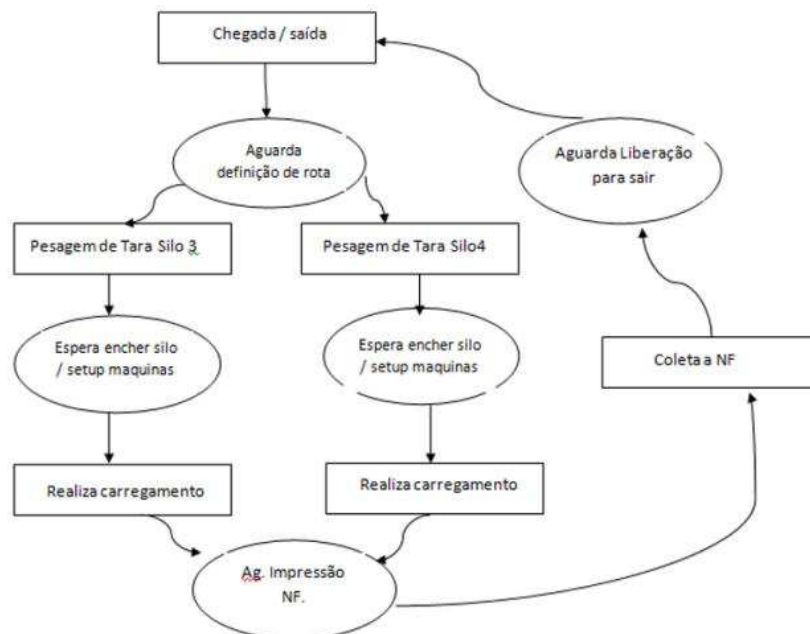 Chegada / saída
Aguarda
definição de rota
Aguarda Liberação
para sair
Pesagem de Tara Silo 3
Pesagem de Tara Silo4
Espera encher silo
/ setup maquinas
Espera encher silo
/ setup maquinas
Coleta a NF
Realiza carregamento
Realiza carregamento
Ag. Impressão
NF.